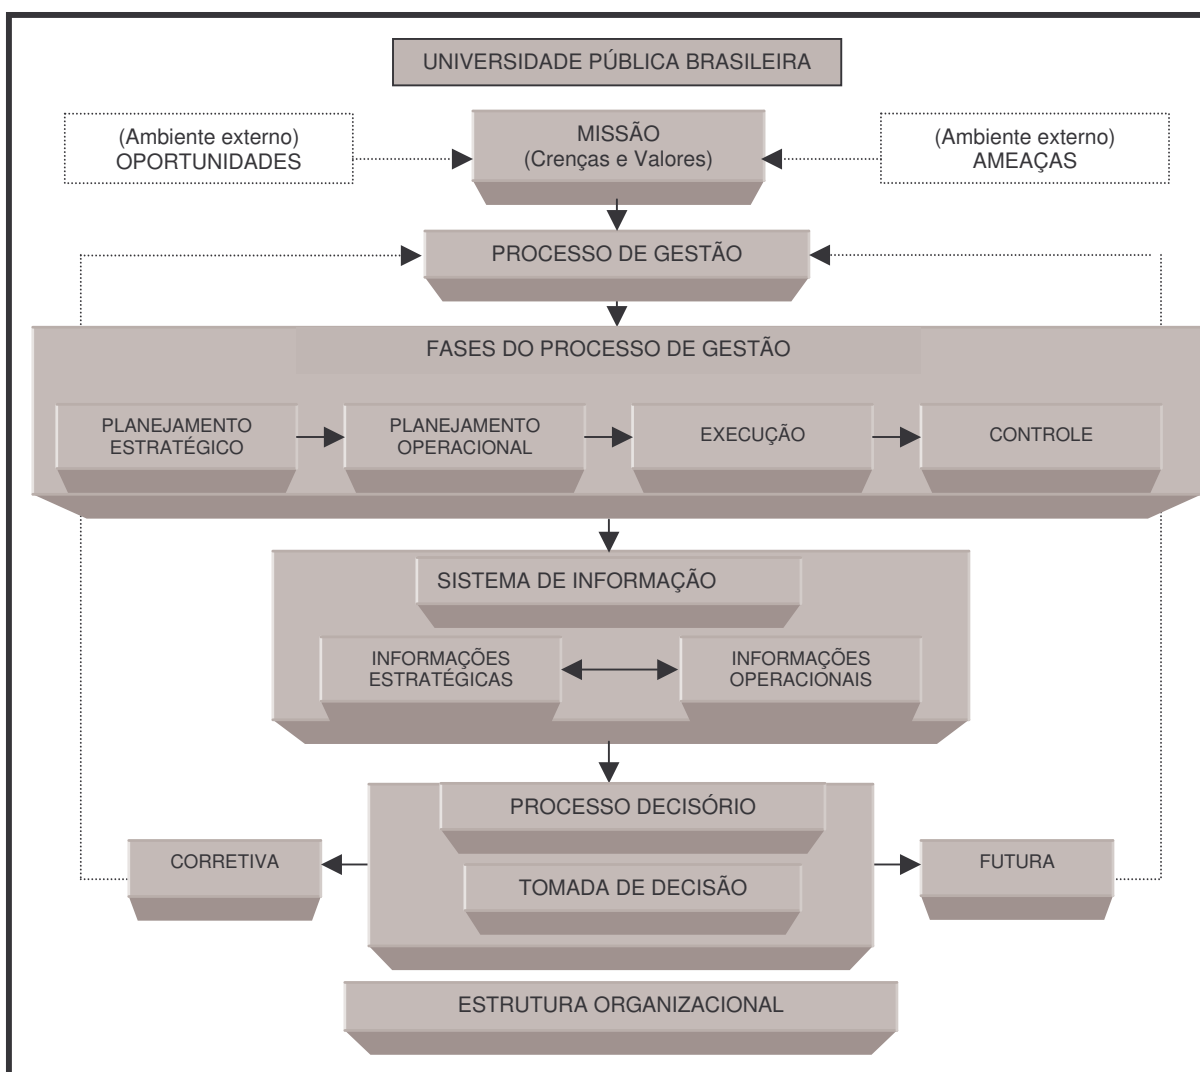 UNIVERSIDADE PÚBLICA BRASILEIRA
(Ambiente externo)
OPORTUNIDADES
MISSÃO
(Crenças e Valores)
(Ambiente externo)
AMEAÇAS
PROCESSO DE GESTÃO
FASES DO PROCESSO DE GESTÃO
PLANEJAMENTO
ESTRATÉGICO
PLANEJAMENTO
OPERACIONAL
EXECUÇÃO
CONTROLE
SISTEMA DE INFORMAÇÃO
INFORMAÇÕES
ESTRATÉGICAS
INFORMAÇÕES
OPERACIONAIS
PROCESSO DECISÓRIO
CORRETIVA
FUTURA
TOMADA DE DECISÃO
ESTRUTURA ORGANIZACIONAL